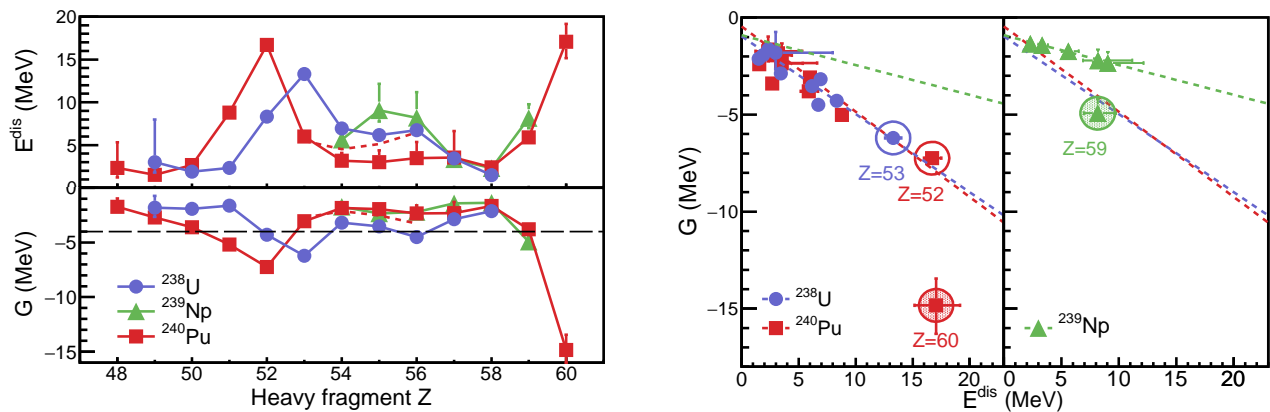 20
15
10
5
0
E^dis (MeV)
−5
−10
−15
G (MeV)
238U
239Np
240Pu
48 50 52 54 56 58 60
Heavy fragment Z
0
−5
−10
−15
G (MeV)
Z=53
Z=52
Z=60
238U
240Pu
0 5 10 15 20
Z=59
239Np
0 5 10 15 20 20
E^dis (MeV)